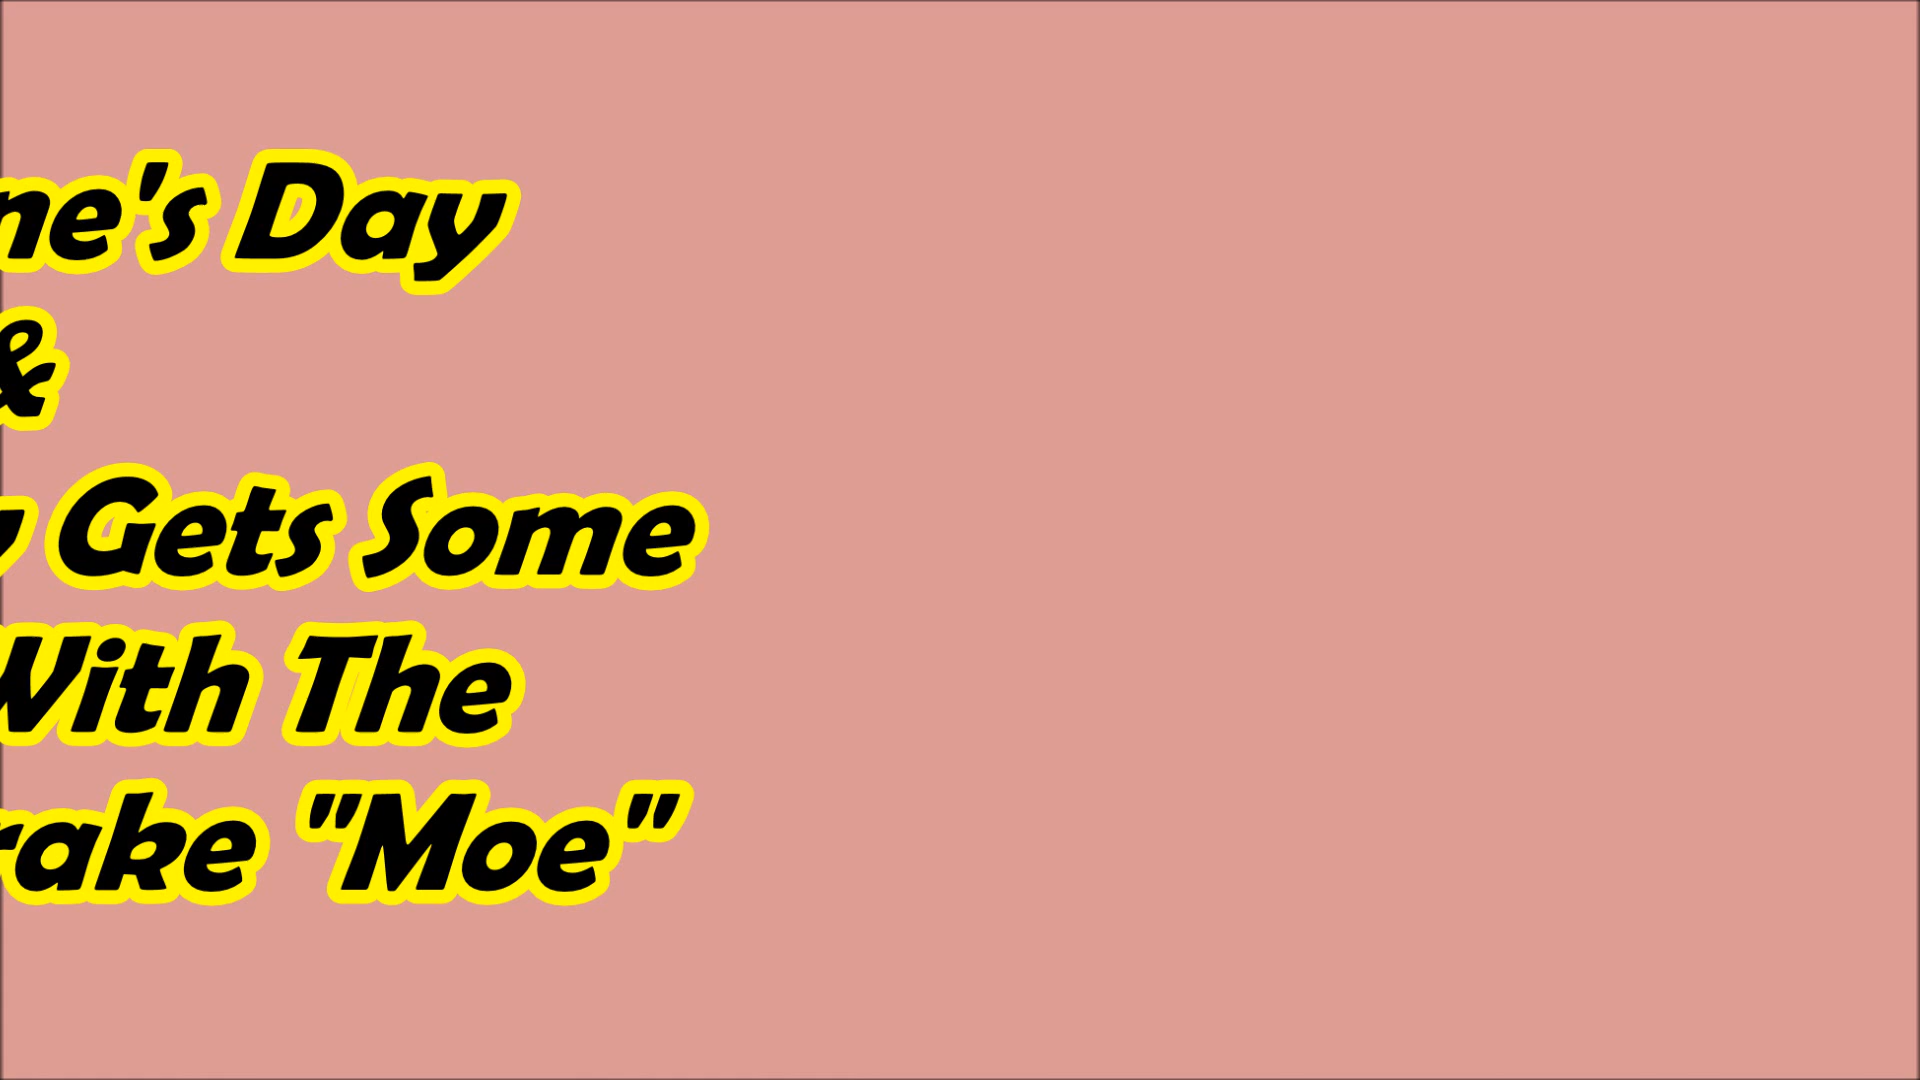 ne's Day
&
Gets Some
With The
rake "Moe"